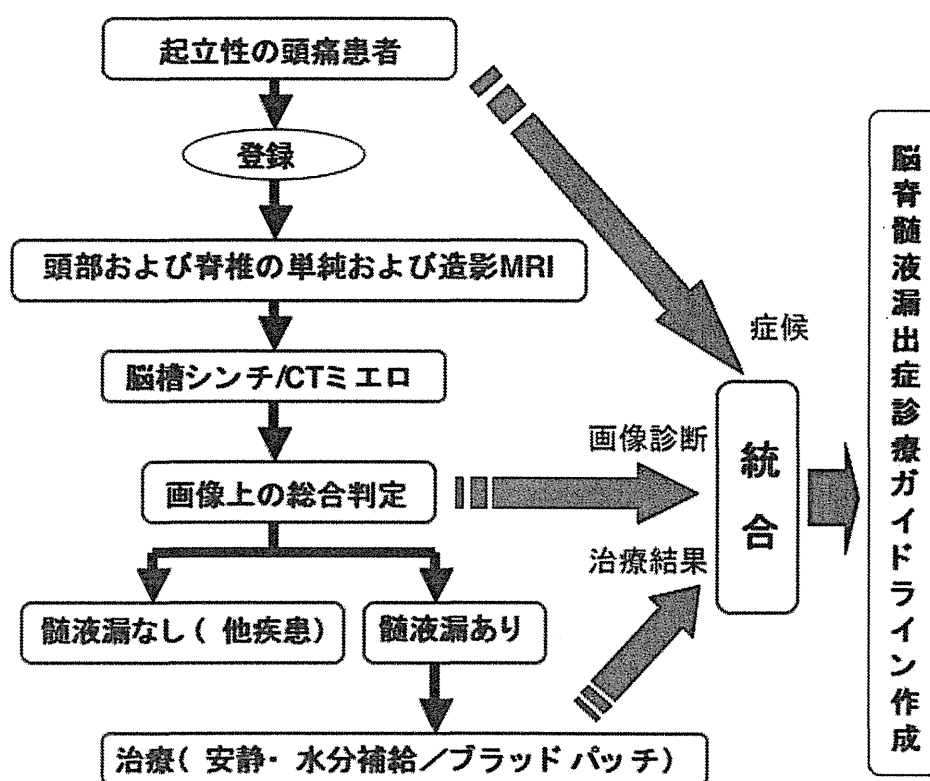 起立性の頭痛患者
登録
頭部および脊椎の単純および造影MRI
脳槽シンチ/CTミエロ
画像上の総合判定
髄液漏なし（他疾患）
髄液漏あり
治療（安静・水分補給／ブラッドパッチ）
症候
画像診断
治療結果
統合
脳脊髄液漏出症診療ガイドライン作成